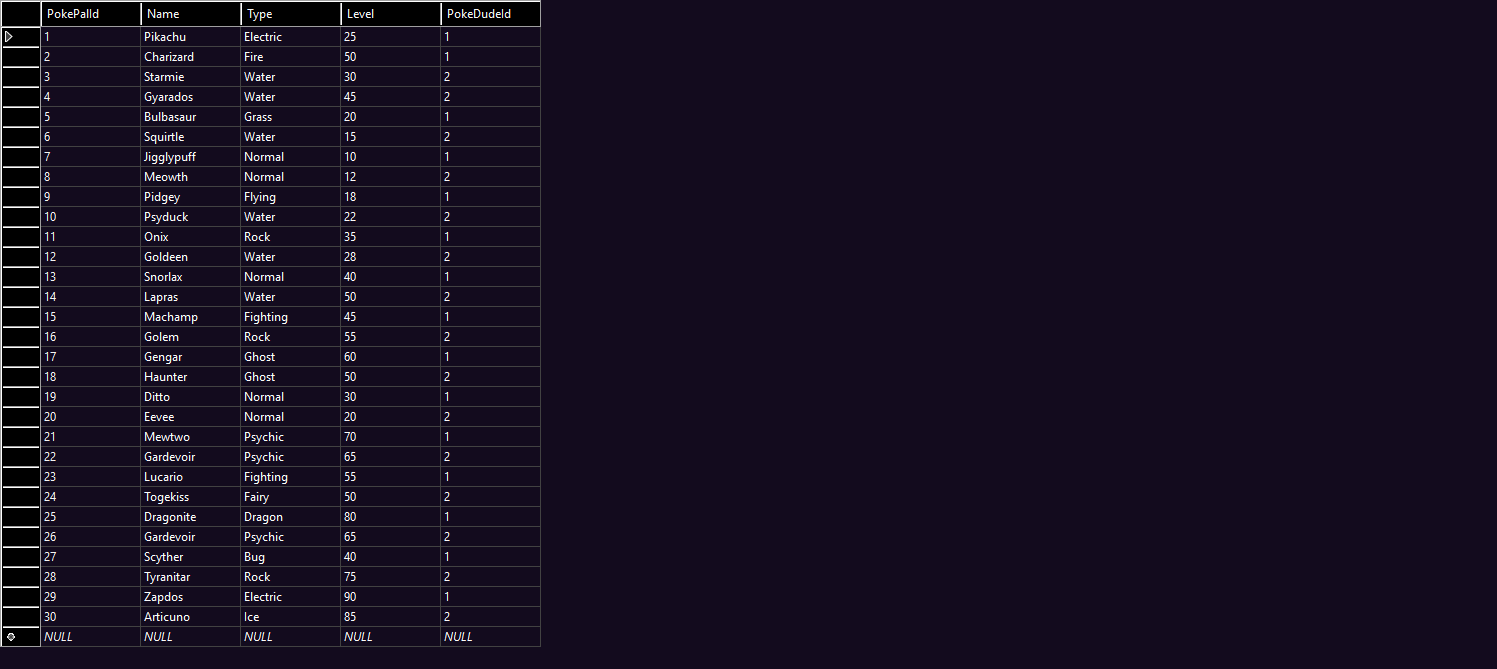 PokePalId Name Type Level PokeDudeId
1 Pikachu Electric 25 1
2 Charizard Fire 50 1
3 Starmie Water 30 2
4 Gyarados Water 45 2
5 Bulbasaur Grass 20 1
6 Squirtle Water 15 2
7 Jigglypuff Normal 10 1
8 Meowth Normal 12 2
9 Pidgey Flying 18 1
10 Psyduck Water 22 2
11 Onix Rock 35 1
12 Goldeen Water 28 2
13 Snorlax Normal 40 1
14 Lapras Water 50 2
15 Machamp Fighting 45 1
16 Golem Rock 55 2
17 Gengar Ghost 60 1
18 Haunter Ghost 50 2
19 Ditto Normal 30 1
20 Eevee Normal 20 2
21 Mewtwo Psychic 70 1
22 Gardevoir Psychic 65 2
23 Lucario Fighting 55 1
24 Togekiss Fairy 50 2
25 Dragonite Dragon 80 1
26 Gardevoir Psychic 65 2
27 Scyther Bug 40 1
28 Tyranitar Rock 75 2
29 Zapdos Electric 90 1
30 Articuno Ice 85 2
NULL NULL NULL NULL NULL